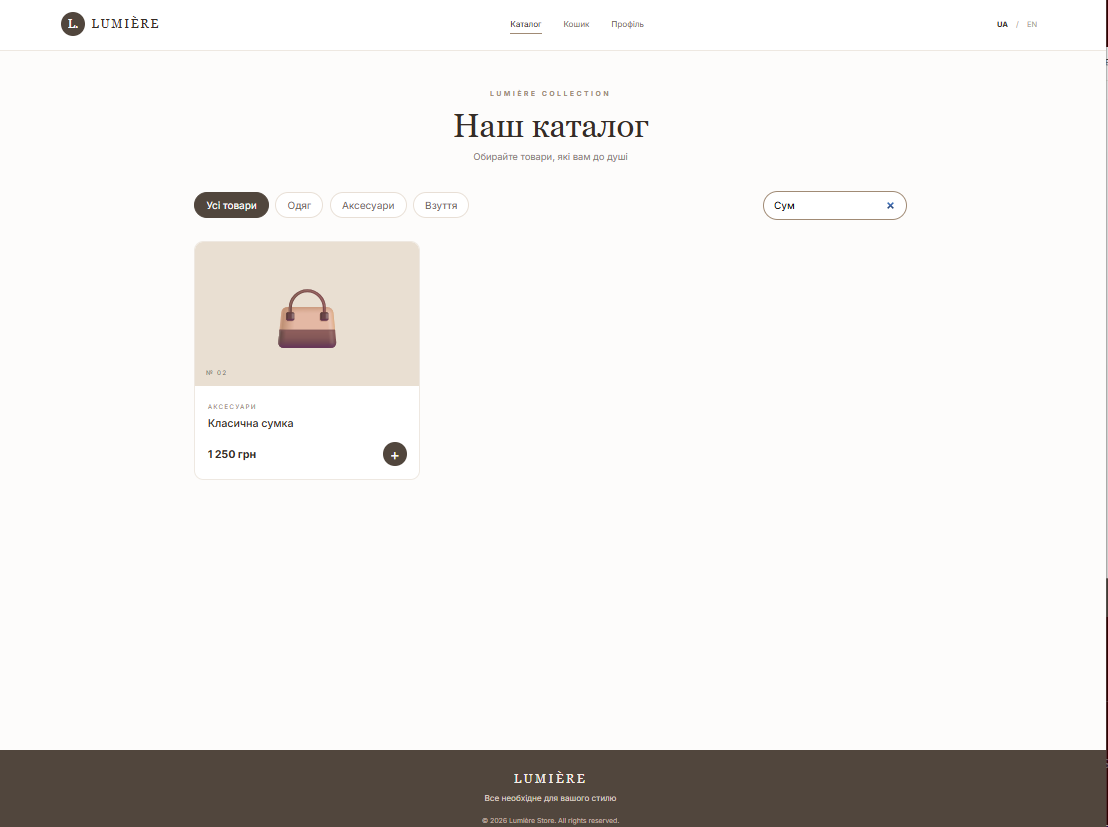 L. LUMIÈRE
Каталог Кошик Профіль
UA / EN
LUMIÈRE COLLECTION
Наш каталог
Обирайте товари, які вам до душі
Усі товари Одяг Аксесуари Взуття
Сум ×
№ 02
АКСЕСУАРИ
Класична сумка
1 250 грн +
LUMIÈRE
Все необхідне для вашого стилю
© 2026 Lumière Store. All rights reserved.